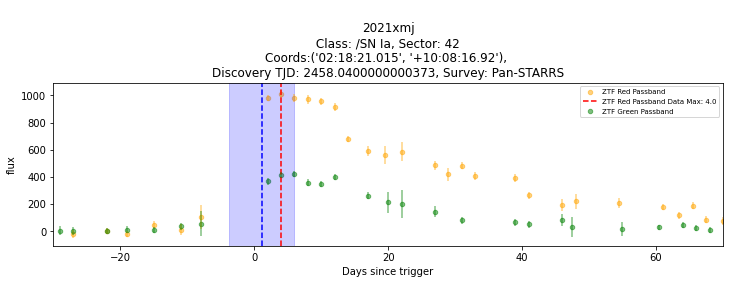 2021xmj
Class: /SN Ia, Sector: 42
Coords:('02:18:21.015', '+10:08:16.92'),
Discovery TJD: 2458.0400000000373, Survey: Pan-STARRS
ZTF Red Passband
ZTF Red Passband Data Max: 4.0
ZTF Green Passband
flux
1000
800
600
400
200
0
−20
0
20
40
60
Days since trigger